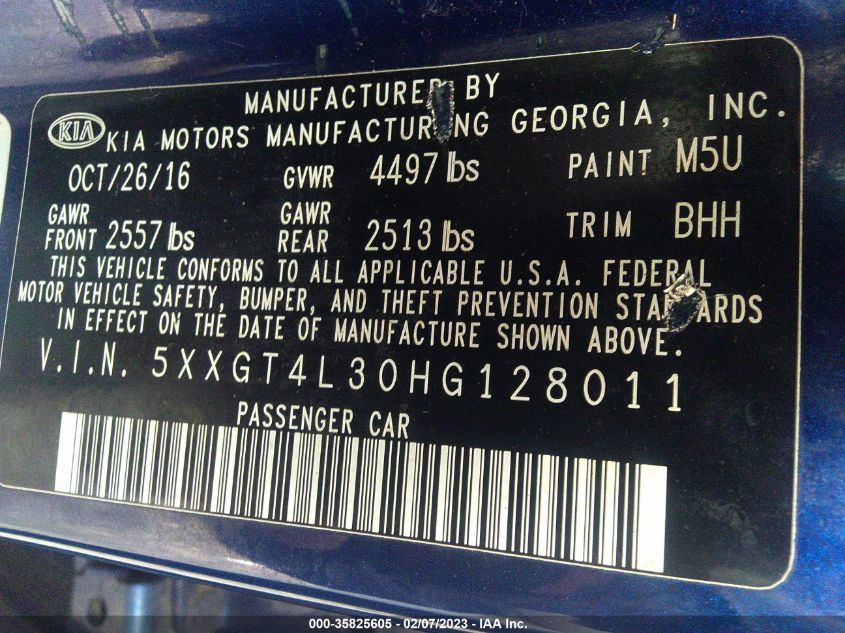 MANUFACTURED BY
KIA KIA MOTORS MANUFACTURING GEORGIA, INC.
OCT/26/16 GVWR 4497 lbs PAINT M5U
GAWR FRONT 2557 lbs GAWR REAR 2513 lbs TRIM BHH
THIS VEHICLE CONFORMS TO ALL APPLICABLE U.S.A. FEDERAL
MOTOR VEHICLE SAFETY, BUMPER, AND THEFT PREVENTION STANDARDS
IN EFFECT ON THE DATE OF MANUFACTURE SHOWN ABOVE.
V.I.N. 5XXGT4L30HG128011
PASSENGER CAR
000-35825605 - 02/07/2023 - IAA Inc.